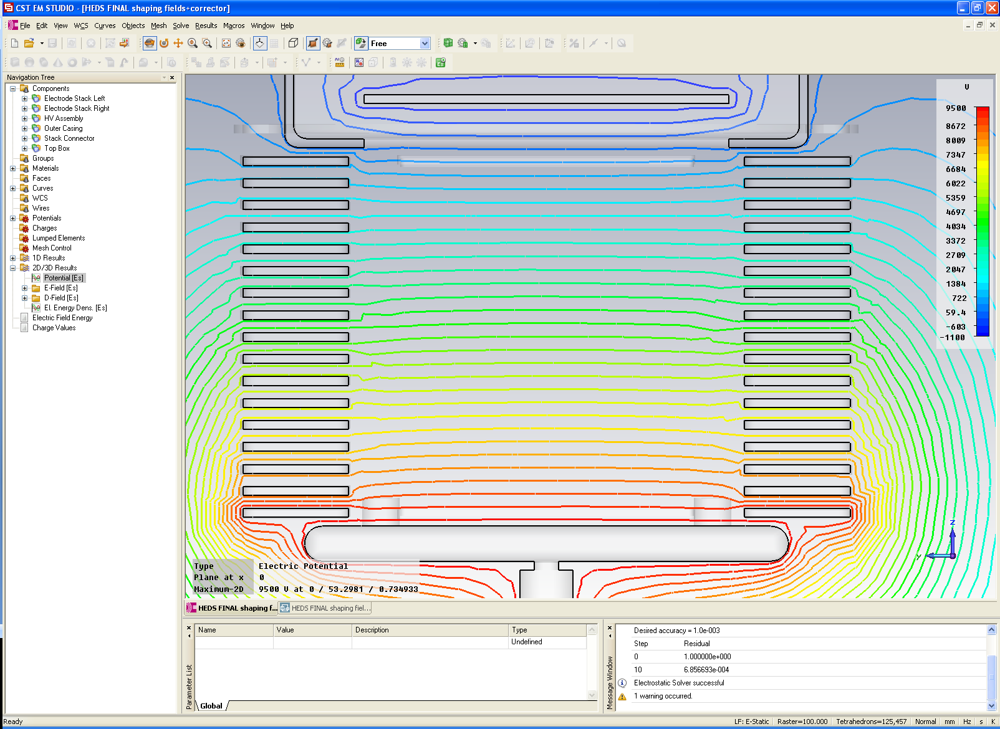 CST EM STUDIO - [HEDS FINAL shaping fields+corrector]
File Edit View WCS Curves Objects Mesh Solve Results Macros Window Help
Free
Navigation Tree
Components
Electrode Stack Left
Electrode Stack Right
HV Assembly
Outer Casing
Stack Connector
Top Box
Groups
Materials
Faces
Curves
WCS
Wires
Potentials
Charges
Lumped Elements
Mesh Control
1D Results
2D/3D Results
Potential [Es]
E-Field [Es]
D-Field [Es]
El. Energy Dens. [Es]
Electric Field Energy
Charge Values
V
9500
8672
8009
7347
6684
6022
5359
4697
4034
3372
2709
2047
1384
722
59.4
-603
-1100
Z
Y
Type Electric Potential
Plane at x 0
Maximum-2D 9500 V at 0 / 53.2981 / 0.734933
HEDS FINAL shaping f... HEDS FINAL shaping fiel...
Parameter List
Name Value Description Type
Undefined
Global
Message Window
Desired accuracy = 1.0e-003
Step Residual
0 1.000000e+000
10 6.856693e-004
Electrostatic Solver successful
1 warning occurred.
Ready
LF: E-Static Raster=100.000 Tetrahedrons=125,457 Normal mm Hz s K